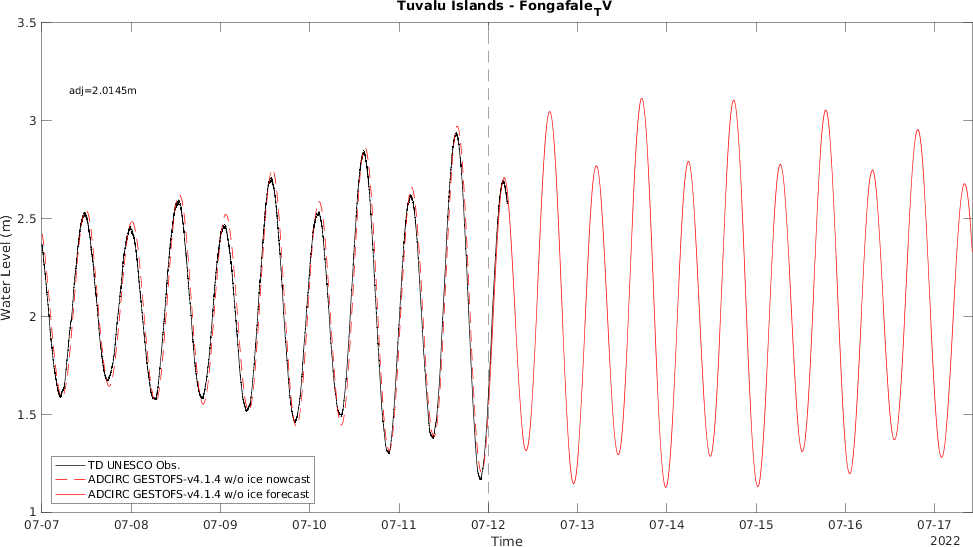 Tuvalu Islands - Fongafale_TV
adj=2.0145m
Water Level (m)
3.5
3
2.5
2
1.5
1
TD UNESCO Obs.
ADCIRC GESTOFS-v4.1.4 w/o ice nowcast
ADCIRC GESTOFS-v4.1.4 w/o ice forecast
07-07 07-08 07-09 07-10 07-11 07-12 07-13 07-14 07-15 07-16 07-17
Time
2022